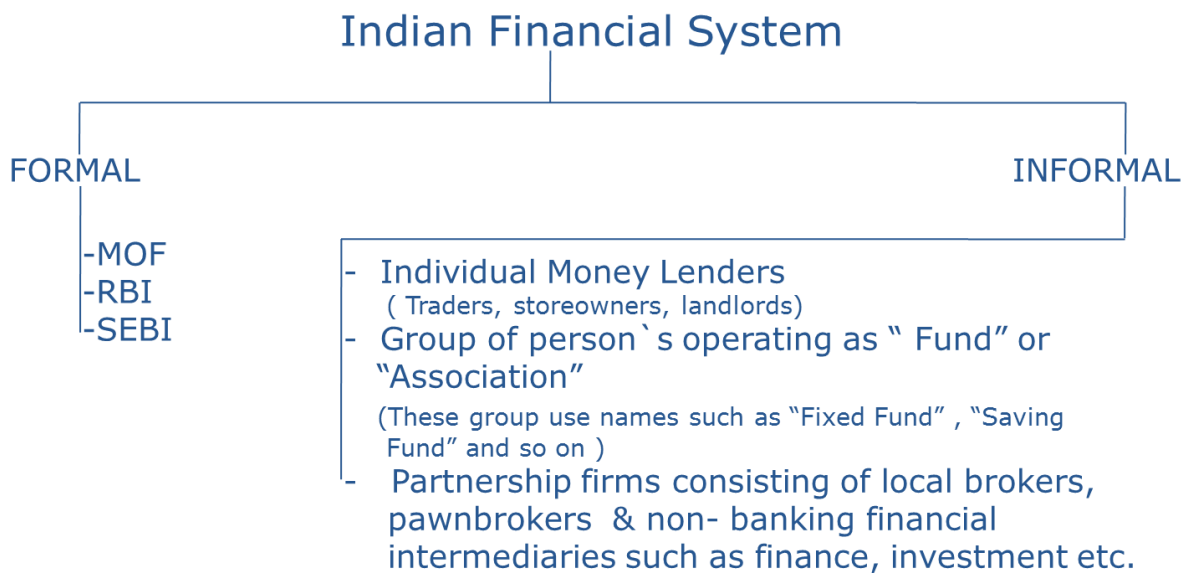 Indian Financial System
FORMAL
INFORMAL
-MOF
-RBI
-SEBI
- Individual Money Lenders
( Traders, storeowners, landlords)
- Group of person`s operating as “ Fund” or
“Association”
(These group use names such as “Fixed Fund” , “Saving
Fund” and so on )
- Partnership firms consisting of local brokers,
pawnbrokers & non- banking financial
intermediaries such as finance, investment etc.